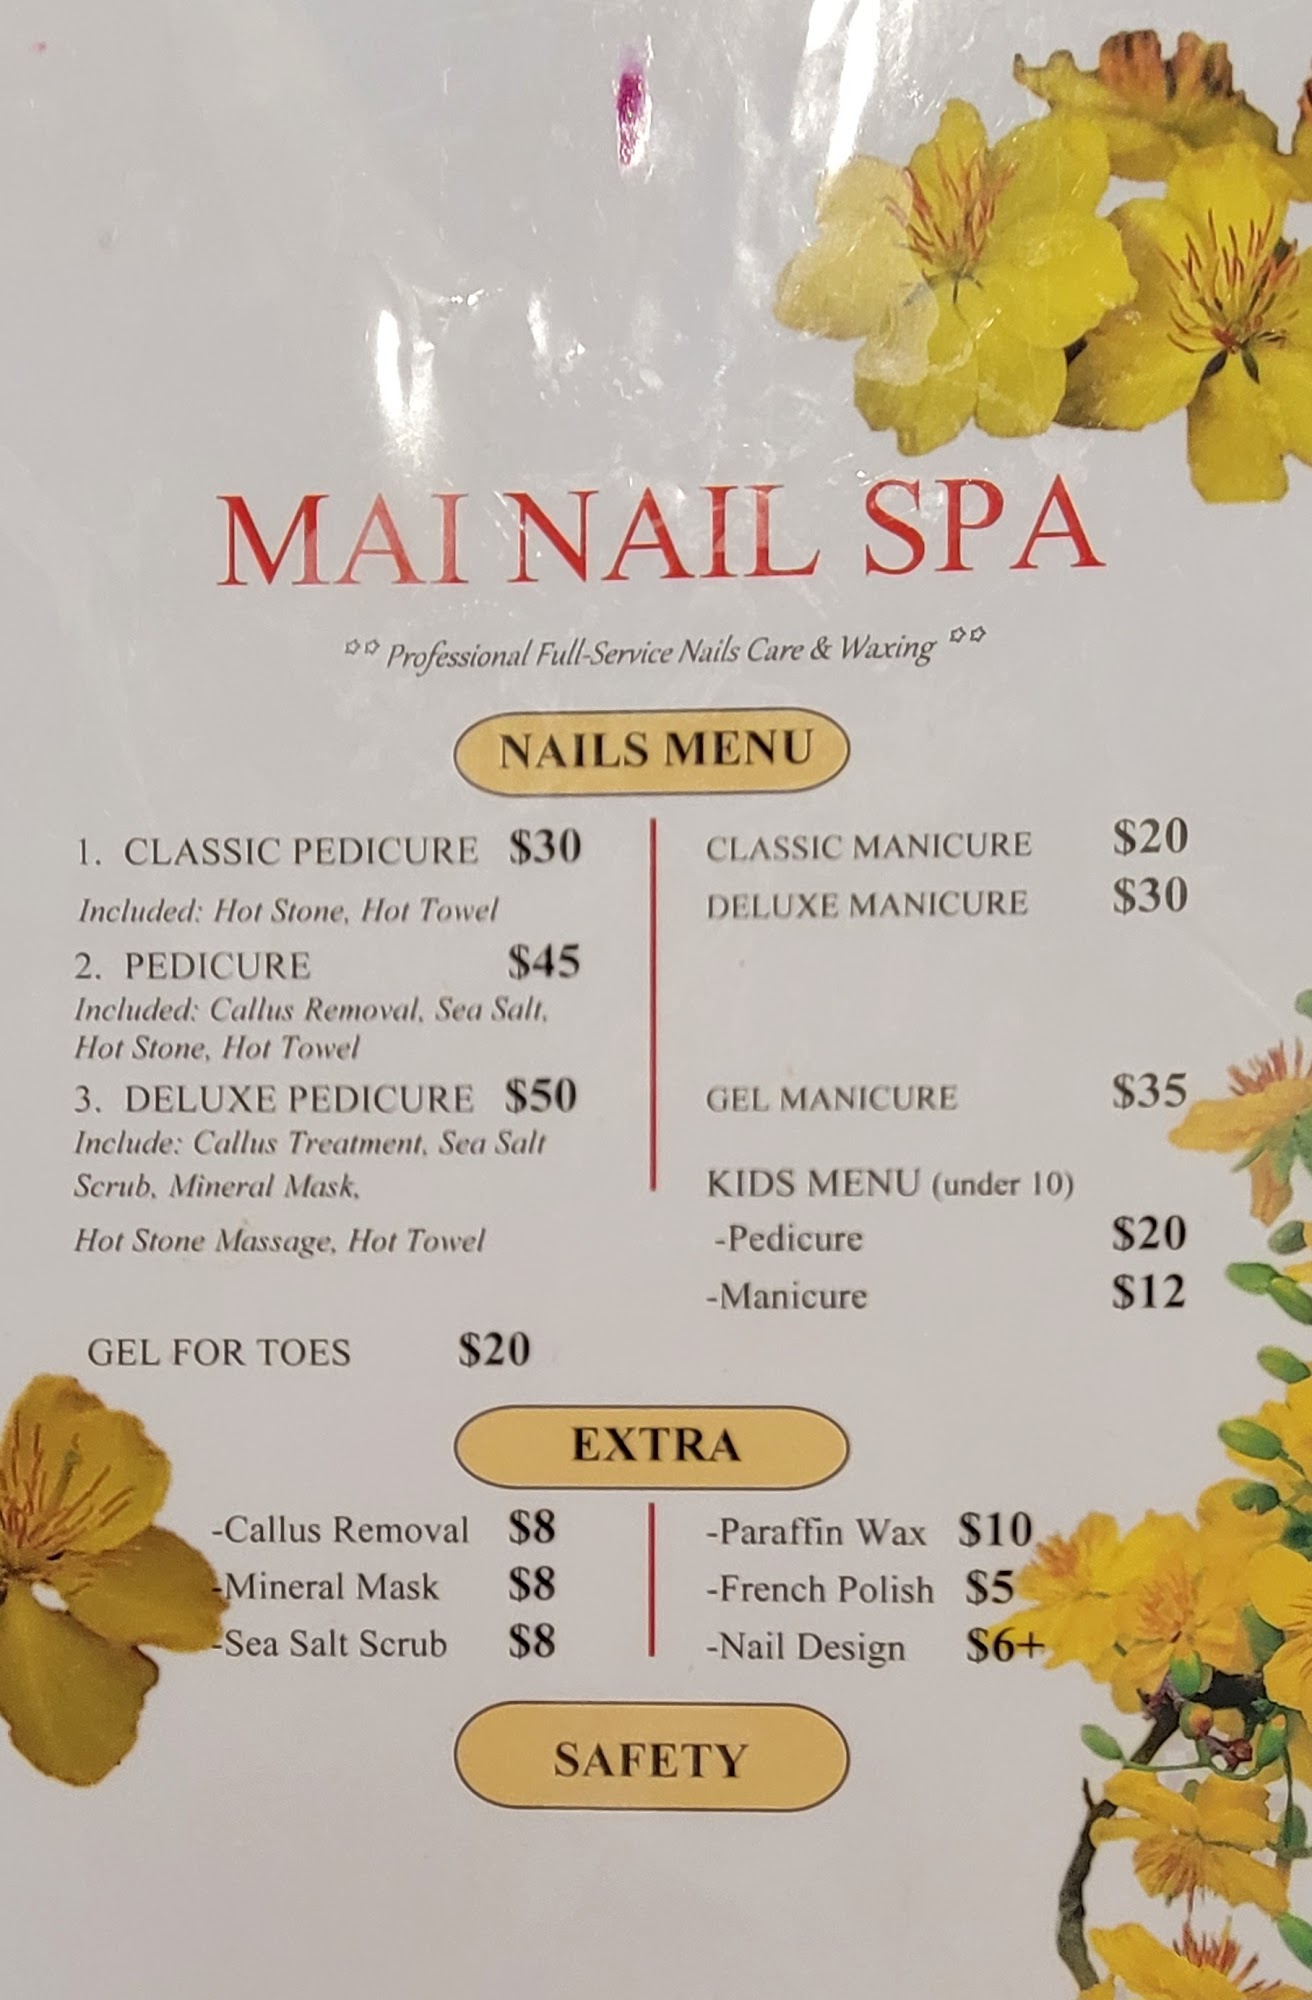 MAI NAIL SPA
✩✩ Professional Full-Service Nails Care & Waxing ✩✩
NAILS MENU
1. CLASSIC PEDICURE $30
Included: Hot Stone, Hot Towel
2. PEDICURE $45
Included: Callus Removal, Sea Salt,
Hot Stone, Hot Towel
3. DELUXE PEDICURE $50
Include: Callus Treatment, Sea Salt
Scrub, Mineral Mask,
Hot Stone Massage, Hot Towel
GEL FOR TOES $20
CLASSIC MANICURE $20
DELUXE MANICURE $30
GEL MANICURE $35
KIDS MENU (under 10)
-Pedicure $20
-Manicure $12
EXTRA
-Callus Removal $8
-Mineral Mask $8
-Sea Salt Scrub $8
-Paraffin Wax $10
-French Polish $5
-Nail Design $6+
SAFETY